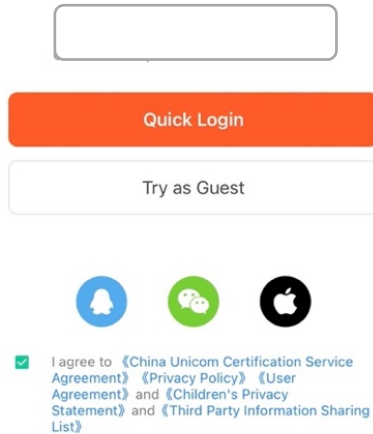 Quick Login
Try as Guest
I agree to 《China Unicom Certification Service
Agreement》 《Privacy Policy》 《User
Agreement》 and 《Children's Privacy
Statement》 and 《Third Party Information Sharing
List》